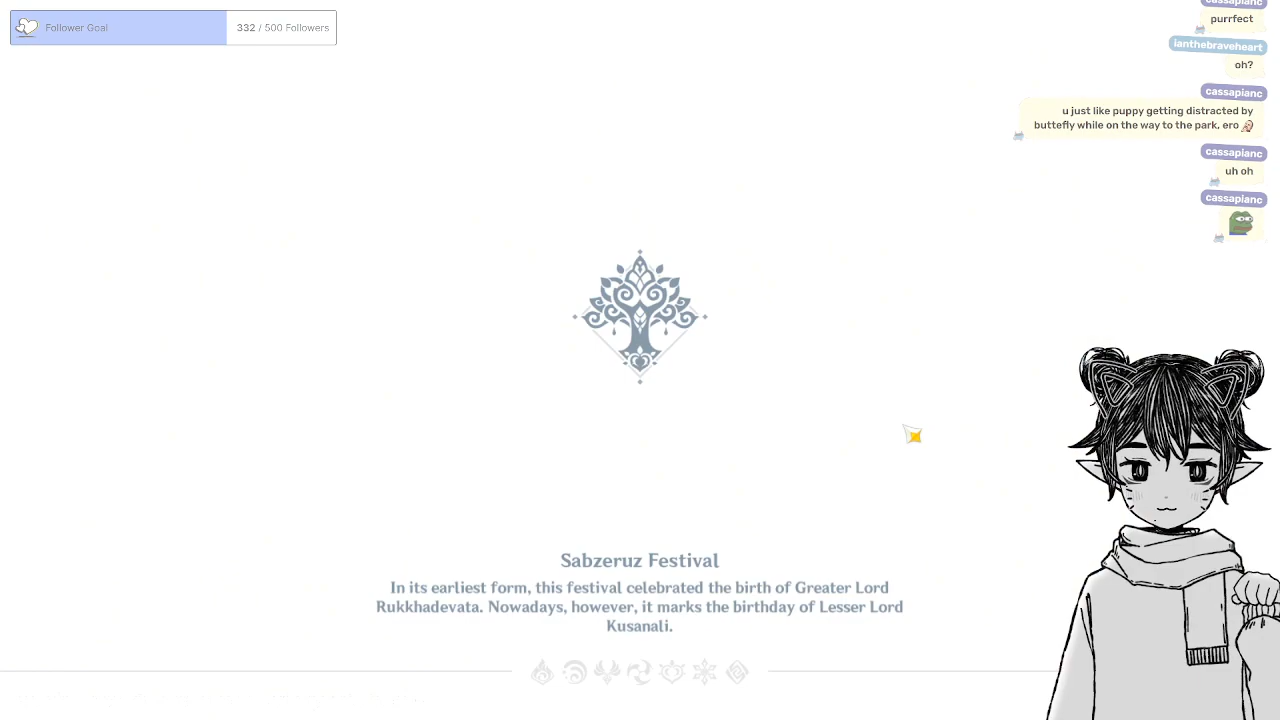 Follower Goal
332 / 500 Followers
cassapianc
purrfect
ianthebraveheart
oh?
cassapianc
u just like puppy getting distracted by
buttefly while on the way to the park, ero
cassapianc
uh oh
cassapianc
Sabzeruz Festival
In its earliest form, this festival celebrated the birth of Greater Lord
Rukkhadevata. Nowadays, however, it marks the birthday of Lesser Lord
Kusanali.